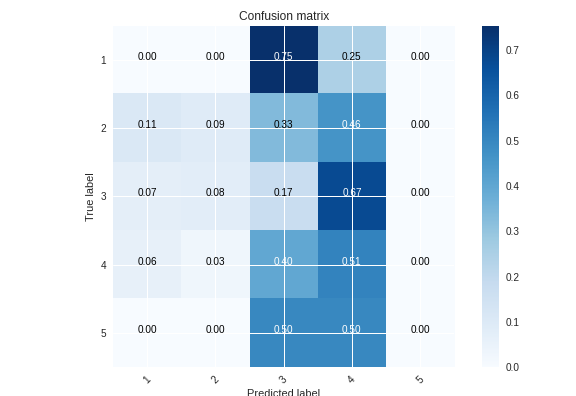 Confusion matrix
True label
1 0.00 0.00 0.75 0.25 0.00
2 0.11 0.09 0.33 0.46 0.00
3 0.07 0.08 0.17 0.67 0.00
4 0.06 0.03 0.40 0.51 0.00
5 0.00 0.00 0.50 0.50 0.00
1 2 3 4 5
Predicted label
0.7
0.6
0.5
0.4
0.3
0.2
0.1
0.0